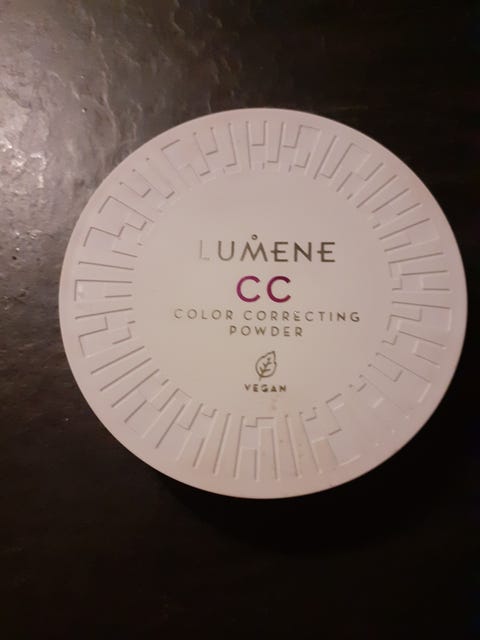 LUMENE
CC
COLOR CORRECTING
POWDER
VEGAN